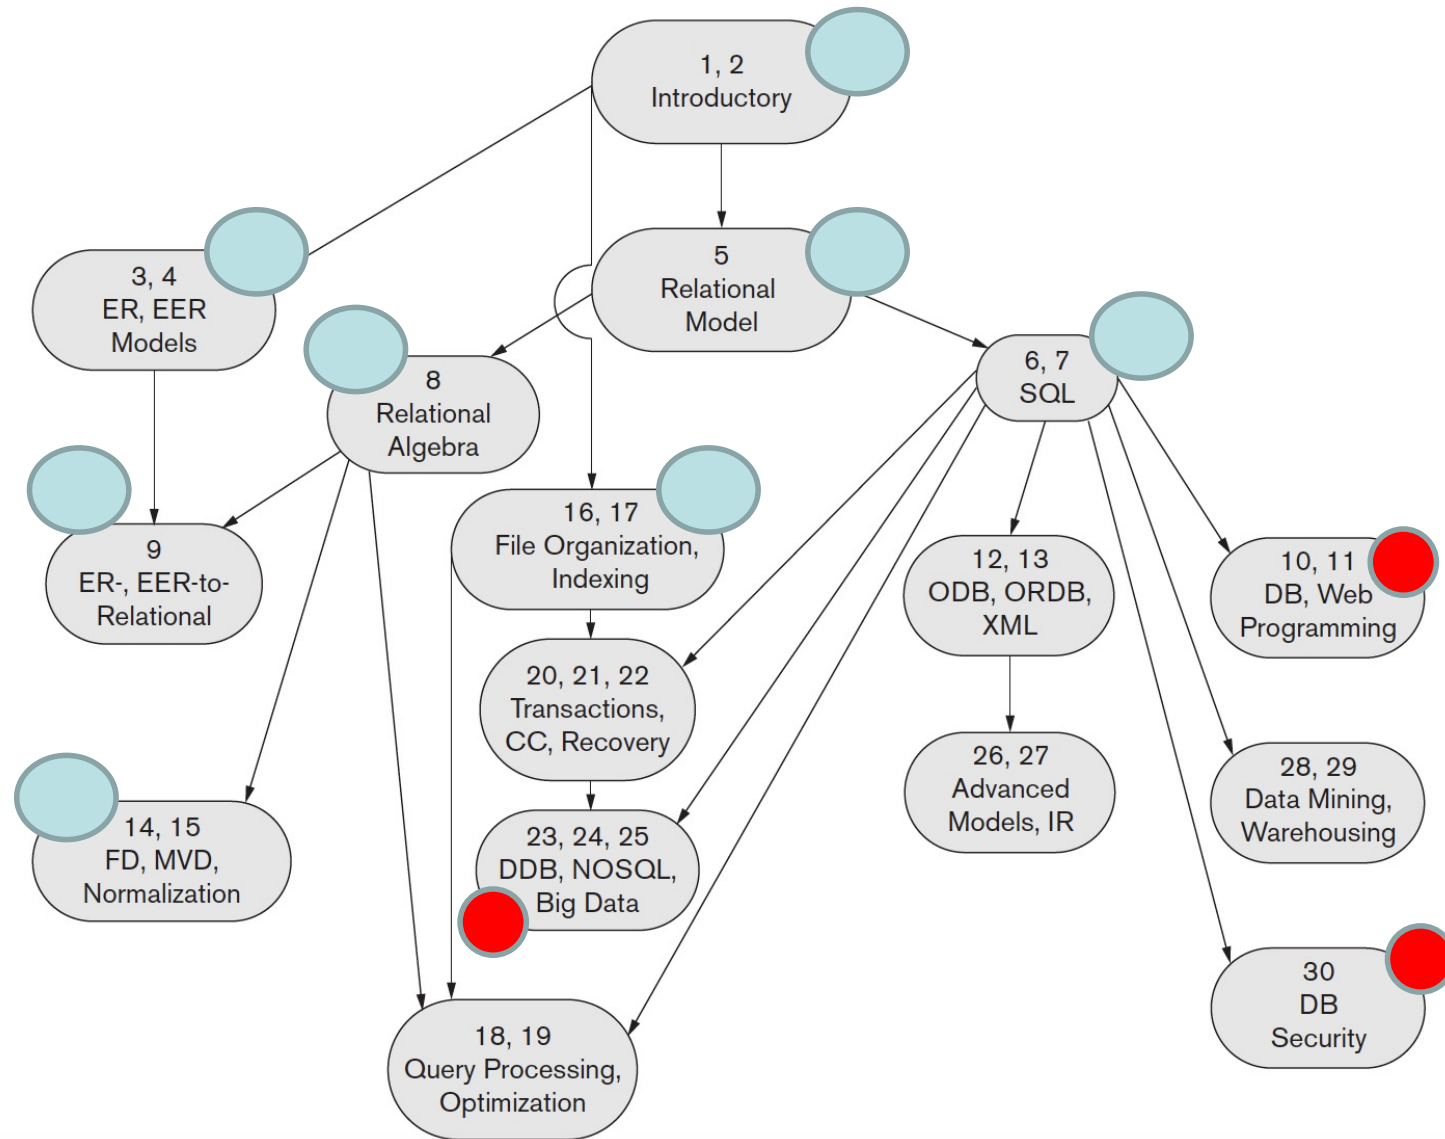 1, 2
Introductory
3, 4
ER, EER
Models
5
Relational
Model
6, 7
SQL
8
Relational
Algebra
9
ER-, EER-to-
Relational
16, 17
File Organization,
Indexing
12, 13
ODB, ORDB,
XML
10, 11
DB, Web
Programming
20, 21, 22
Transactions,
CC, Recovery
26, 27
Advanced
Models, IR
28, 29
Data Mining,
Warehousing
14, 15
FD, MVD,
Normalization
23, 24, 25
DDB, NOSQL,
Big Data
30
DB
Security
18, 19
Query Processing,
Optimization